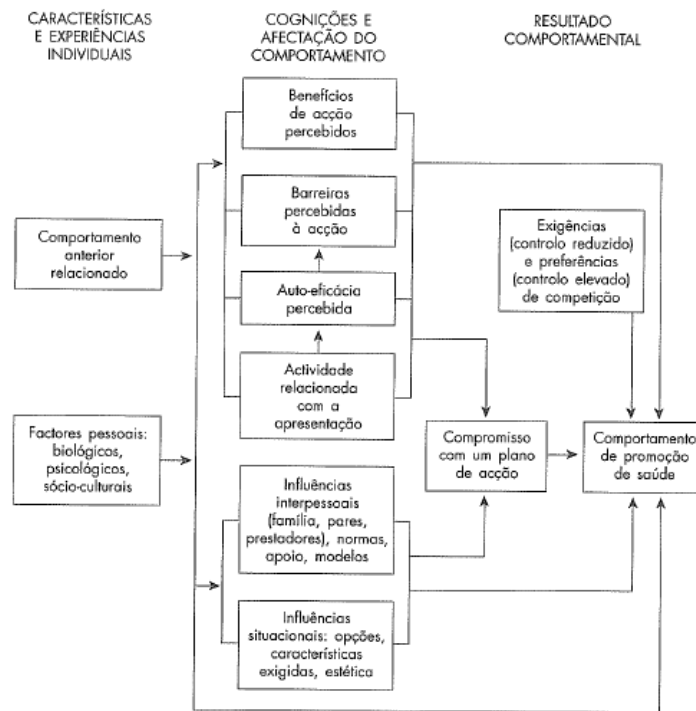 CARACTERÍSTICAS
E EXPERIÊNCIAS
INDIVIDUAIS
COGNIÇÕES E
AFECTAÇÃO DO
COMPORTAMENTO
RESULTADO
COMPORTAMENTAL
Benefícios
de acção
percebidos
Barreiras
percebidas
à acção
Comportamento
anterior
relacionado
Exigências
(controlo reduzido)
e preferências
(controlo elevado)
de competição
Auto-eficácia
percebida
Actividade
relacionada
com a
apresentação
Factores pessoais:
biológicos,
psicológicos,
sócio-culturais
Compromisso
com um plano
de acção
Comportamento
de promoção
de saúde
Influências
interpessoais
(família, pares,
prestadores), normas,
apoio, modelos
Influências
situacionais: opções,
características
exigidas, estética